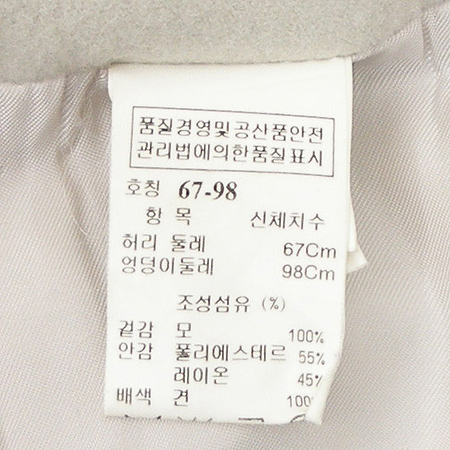 품질경영및공산품안전
관리법에의한품질표시
호칭 67-98
항 목 신체치수
허리 둘레 67Cm
엉덩이둘레 98Cm
조성섬유 (%)
겉감 모 100%
안감 폴리에스테르 55%
레이온 45%
배색 견 100